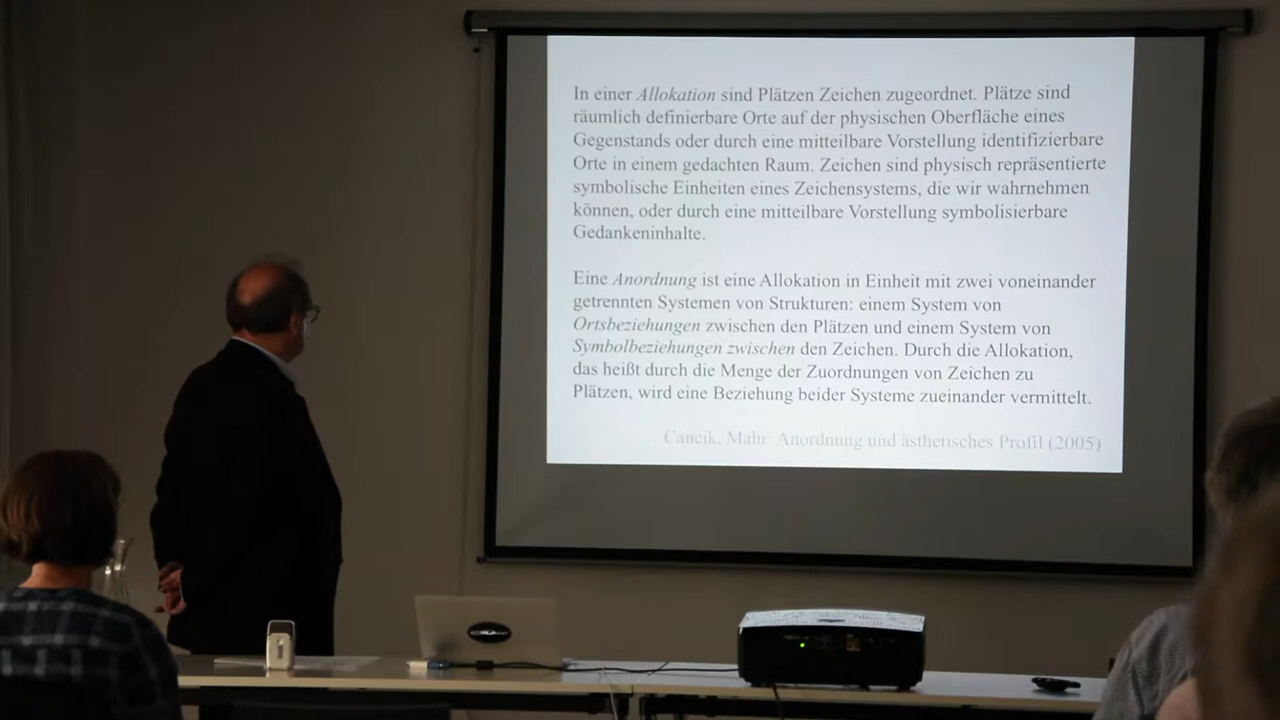 In einer Allokation sind Plätzen Zeichen zugeordnet. Plätze sind
räumlich definierbare Orte auf der physischen Oberfläche eines
Gegenstands oder durch eine mitteilbare Vorstellung identifizierbare
Orte in einem gedachten Raum. Zeichen sind physisch repräsentierte
symbolische Einheiten eines Zeichensystems, die wir wahrnehmen
können, oder durch eine mitteilbare Vorstellung symbolisierbare
Gedankeninhalte.
Eine Anordnung ist eine Allokation in Einheit mit zwei voneinander
getrennten Systemen von Strukturen: einem System von
Ortsbeziehungen zwischen den Plätzen und einem System von
Symbolbeziehungen zwischen den Zeichen. Durch die Allokation,
das heißt durch die Menge der Zuordnungen von Zeichen zu
Plätzen, wird eine Beziehung beider Systeme zueinander vermittelt.
Cancik, Mahr: Anordnung und ästhetisches Profil (2005)